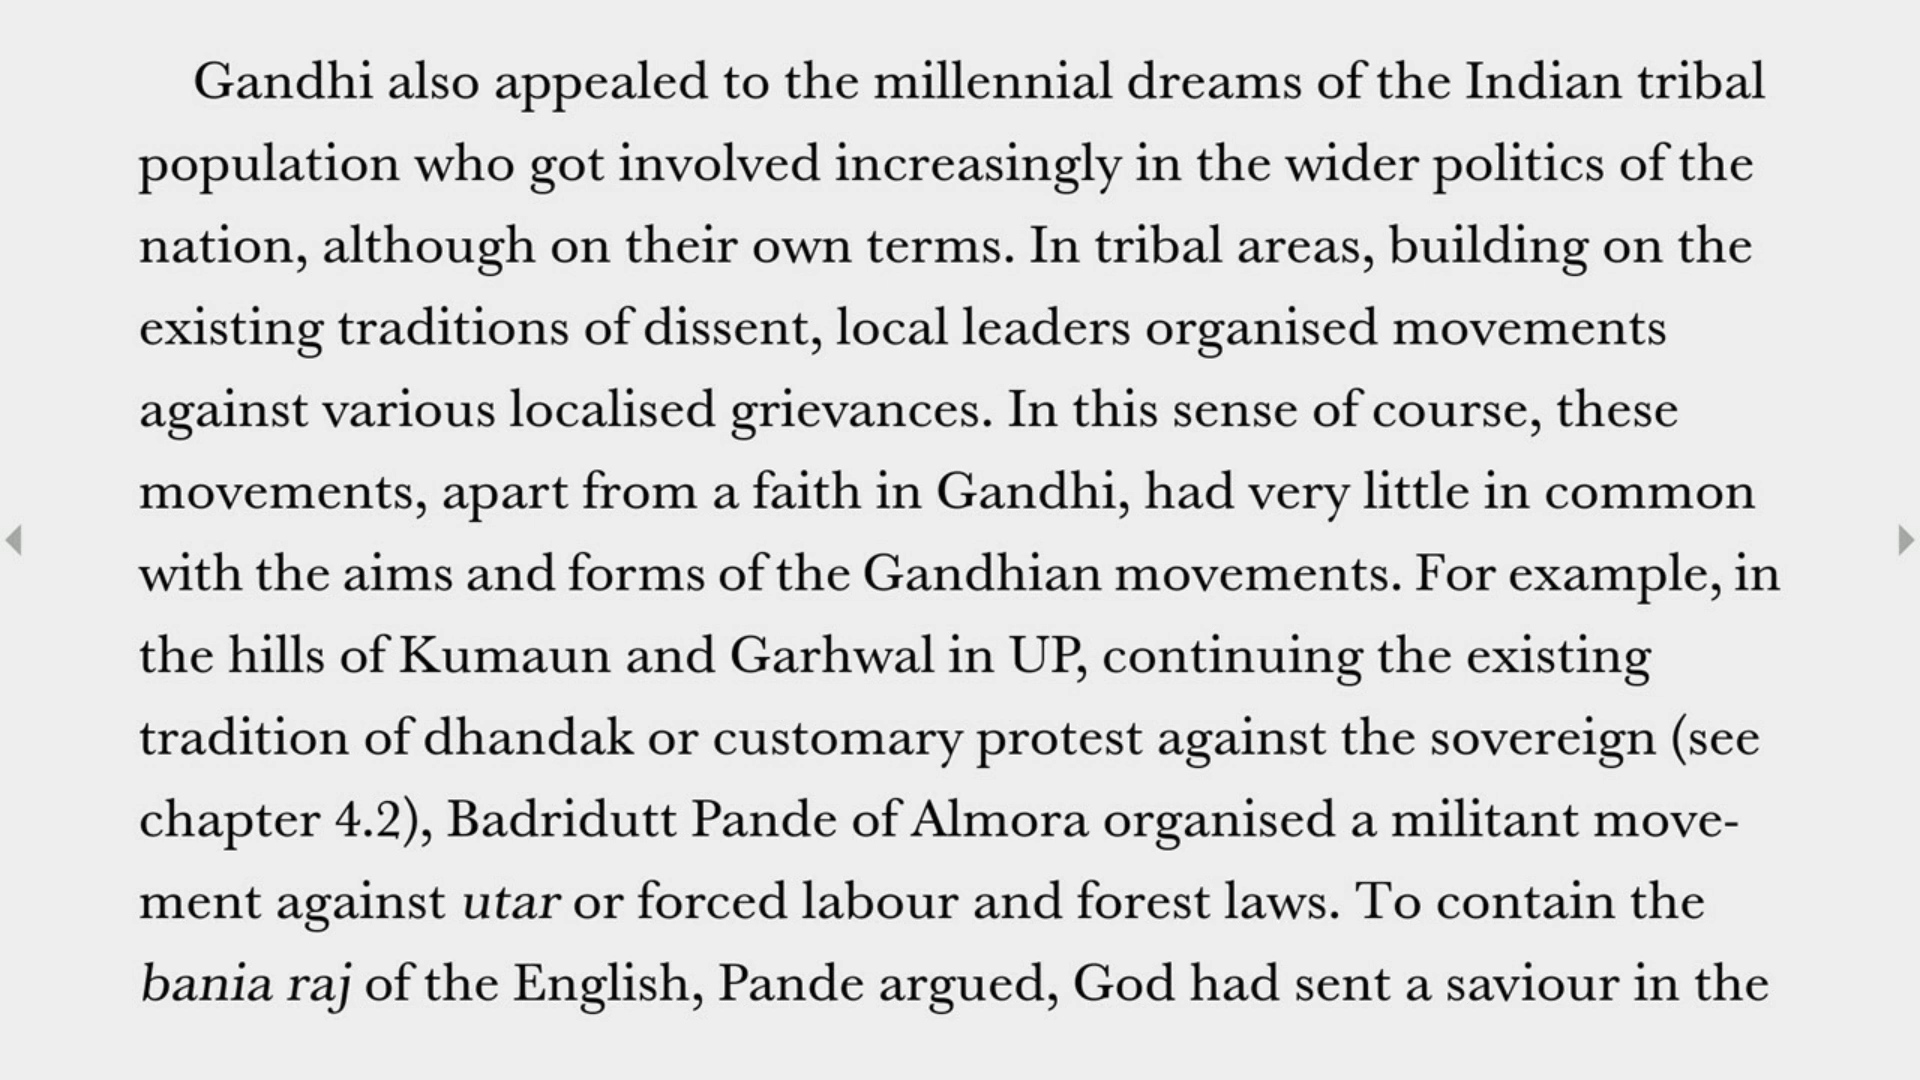 Gandhi also appealed to the millennial dreams of the Indian tribal
population who got involved increasingly in the wider politics of the
nation, although on their own terms. In tribal areas, building on the
existing traditions of dissent, local leaders organised movements
against various localised grievances. In this sense of course, these
movements, apart from a faith in Gandhi, had very little in common
with the aims and forms of the Gandhian movements. For example, in
the hills of Kumaun and Garhwal in UP, continuing the existing
tradition of dhandak or customary protest against the sovereign (see
chapter 4.2), Badridutt Pande of Almora organised a militant move-
ment against utar or forced labour and forest laws. To contain the
bania raj of the English, Pande argued, God had sent a saviour in the